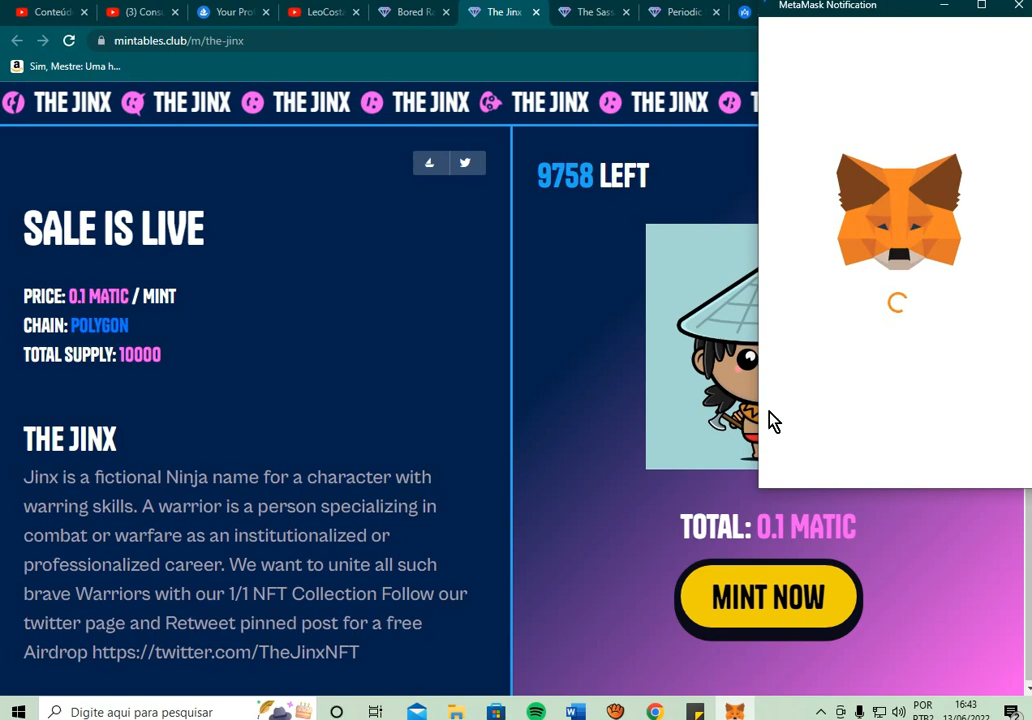 Conteúd
(3) Cons
Your Pro
LeoCosta
Bored R
The Jinx
The Sass
Periodic
MetaMask Notification
mintables.club/m/the-jinx
Sim, Mestre: Uma h...
THE JINX THE JINX THE JINX THE JINX THE JINX THE JINX
9758 LEFT
SALE IS LIVE
PRICE: 0.1 MATIC / MINT
CHAIN: POLYGON
TOTAL SUPPLY: 10000
THE JINX
Jinx is a fictional Ninja name for a character with
warring skills. A warrior is a person specializing in
combat or warfare as an institutionalized or
professionalized career. We want to unite all such
brave Warriors with our 1/1 NFT Collection Follow our
twitter page and Retweet pinned post for a free
Airdrop https://twitter.com/TheJinxNFT
TOTAL: 0.1 MATIC
MINT NOW
Digite aqui para pesquisar
POR
PTB2
16:43
13/06/2022